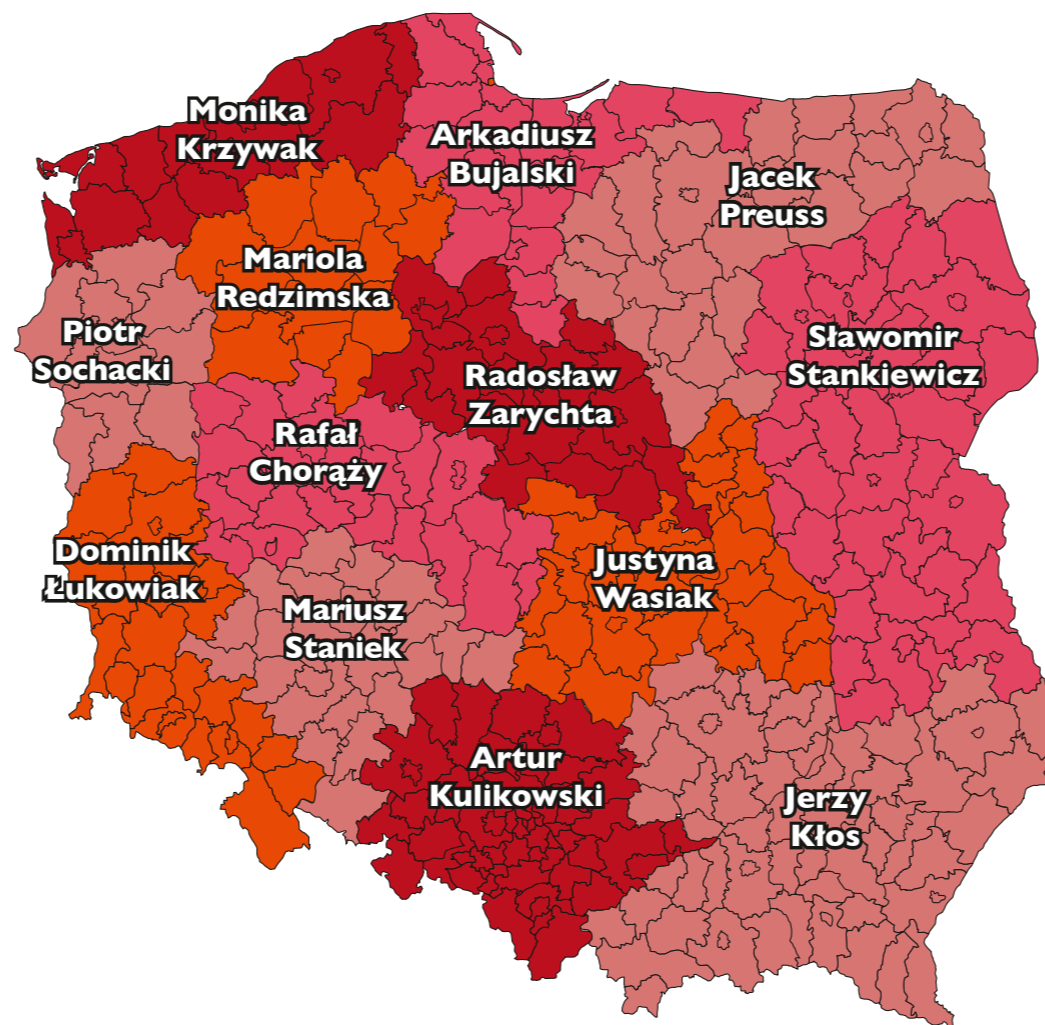 Monika
Krzywak
Arkadiusz
Bujalski
Jacek
Preuss
Mariola
Redzimska
Piotr
Sochacki
Sławomir
Stankiewicz
Radosław
Zarychta
Rafał
Chorąży
Dominik
Łukowiak
Justyna
Wasiak
Mariusz
Staniek
Artur
Kulikowski
Jerzy
Kłos